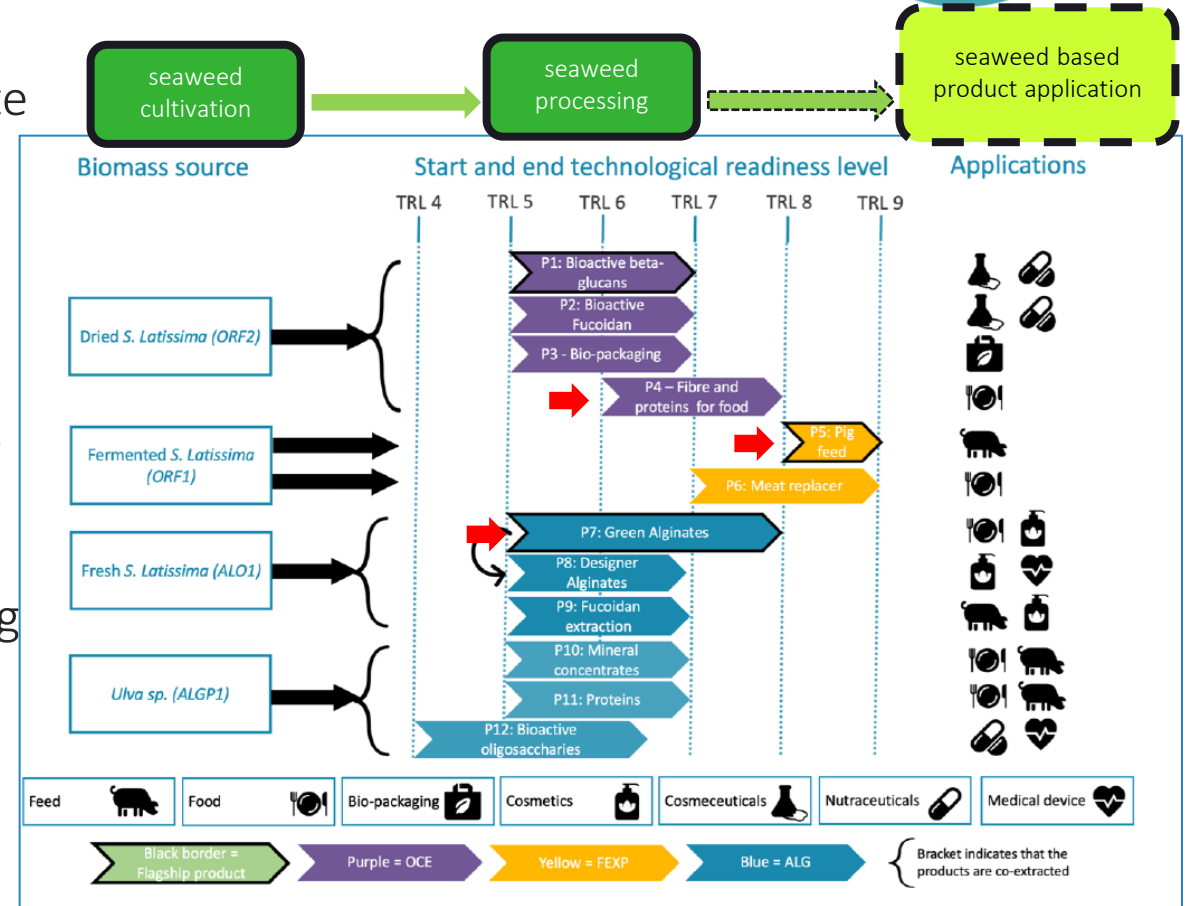 seaweed
cultivation
seaweed
processing
seaweed based
product application
Biomass source
Start and end technological readiness level
Applications
TRL 4
TRL 5
TRL 6
TRL 7
TRL 8
TRL 9
Dried S. Latissima (ORF2)
P1: Bioactive beta-
glucans
P2: Bioactive
Fucoidan
P3 - Bio-packaging
P4 – Fibre and
proteins for food
Fermented S. Latissima
(ORF1)
P5: Pig
feed
P6: Meat replacer
Fresh S. Latissima (ALO1)
P7: Green Alginates
P8: Designer
Alginates
P9: Fucoidan
extraction
Ulva sp. (ALGP1)
P10: Mineral
concentrates
P11: Proteins
P12: Bioactive
oligosaccharies
Feed
Food
Bio-packaging
Cosmetics
Cosmeceuticals
Nutraceuticals
Medical device
Black border =
Flagship product
Purple = OCE
Yellow = FEXP
Blue = ALG
Bracket indicates that the
products are co-extracted